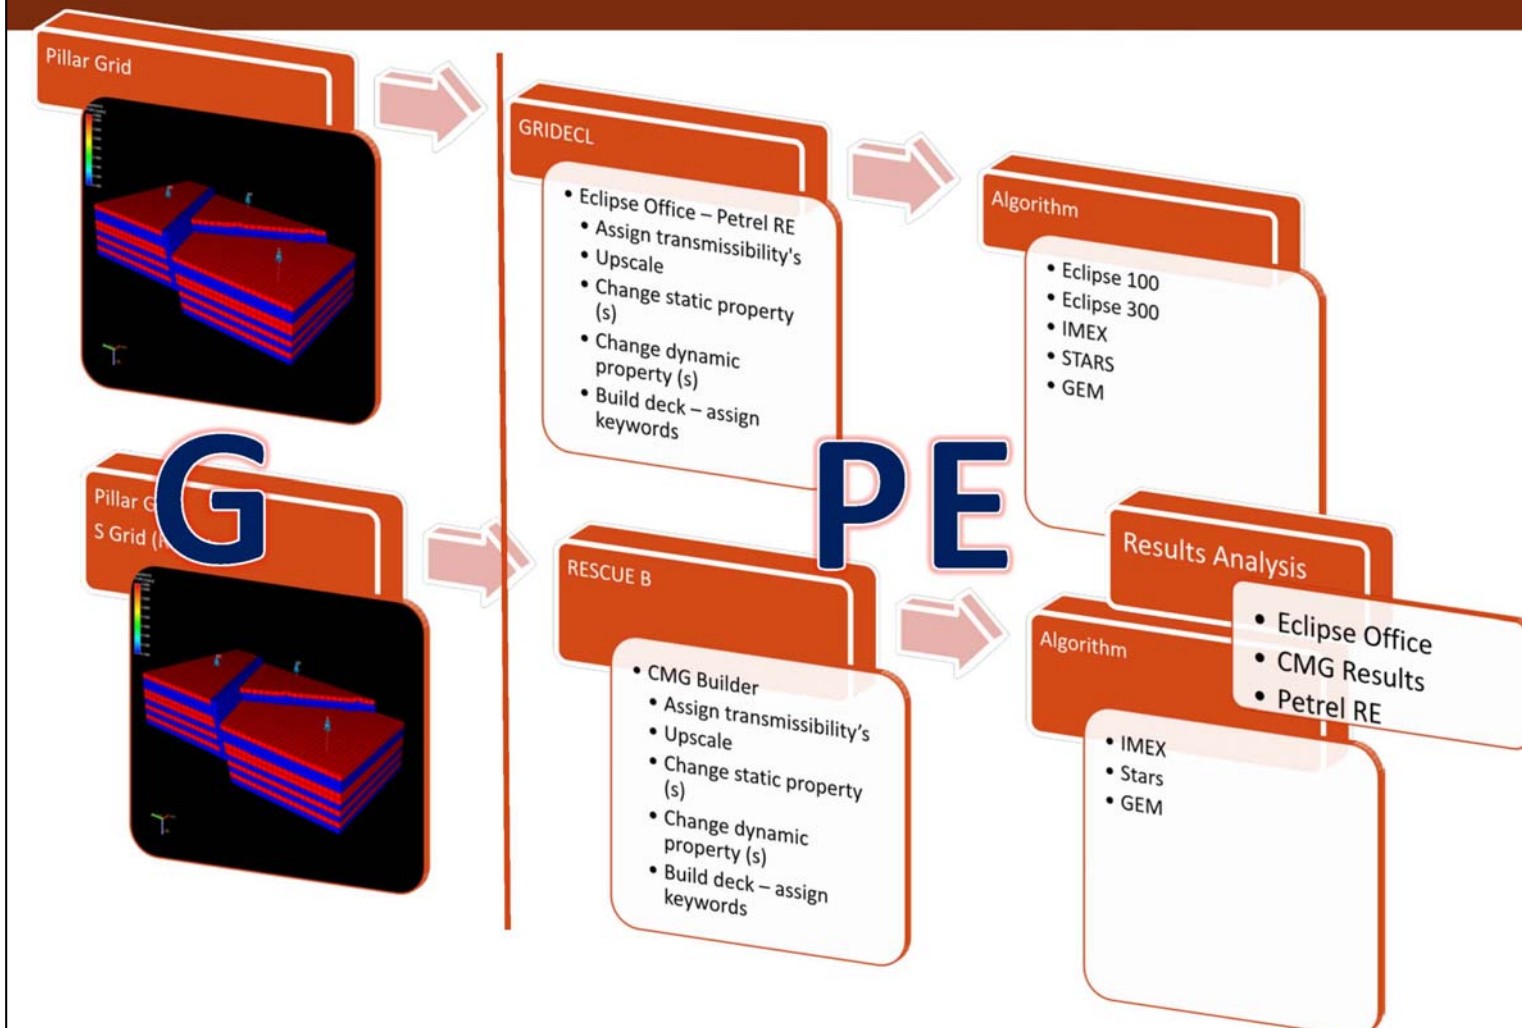 Pillar Grid
GRIDECL
• Eclipse Office – Petrel RE
• Assign transmissibility's
• Upscale
• Change static property
(s)
• Change dynamic
property (s)
• Build deck – assign
keywords
Algorithm
• Eclipse 100
• Eclipse 300
• IMEX
• STARS
• GEM
G
PE
Pillar G
S Grid (
RESCUE B
• CMG Builder
• Assign transmissibility’s
• Upscale
• Change static property
(s)
• Change dynamic
property (s)
• Build deck – assign
keywords
Algorithm
• IMEX
• Stars
• GEM
Results Analysis
• Eclipse Office
• CMG Results
• Petrel RE